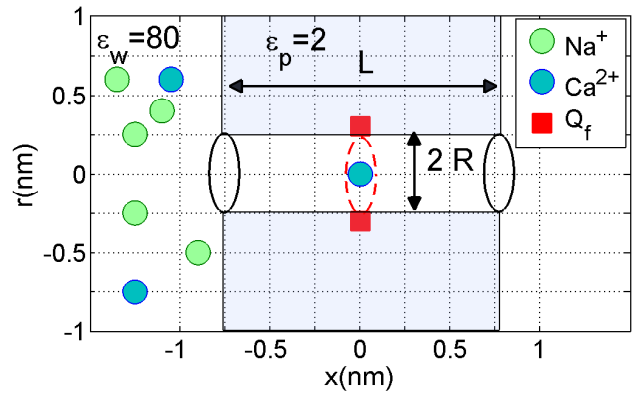 ε_w=80
ε_p=2
L
2 R
Na⁺
Ca²⁺
Q_f
r(nm)
1
0.5
0
-0.5
-1
-1
-0.5
0
0.5
1
x(nm)